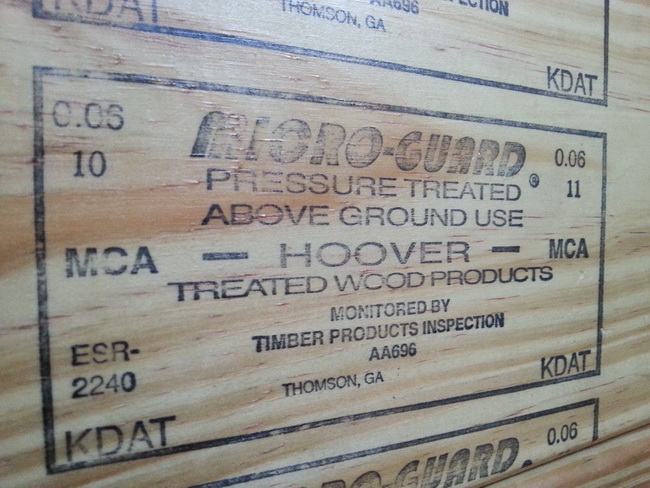 KDAT
AA696
THOMSON, GA
KDAT
0.06
MICRO-GUARD®
0.06
10
PRESSURE TREATED
11
ABOVE GROUND USE
MCA
— HOOVER —
MCA
TREATED WOOD PRODUCTS
MONITORED BY
TIMBER PRODUCTS INSPECTION
AA696
ESR-
2240
THOMSON, GA
KDAT
KDAT
0.06